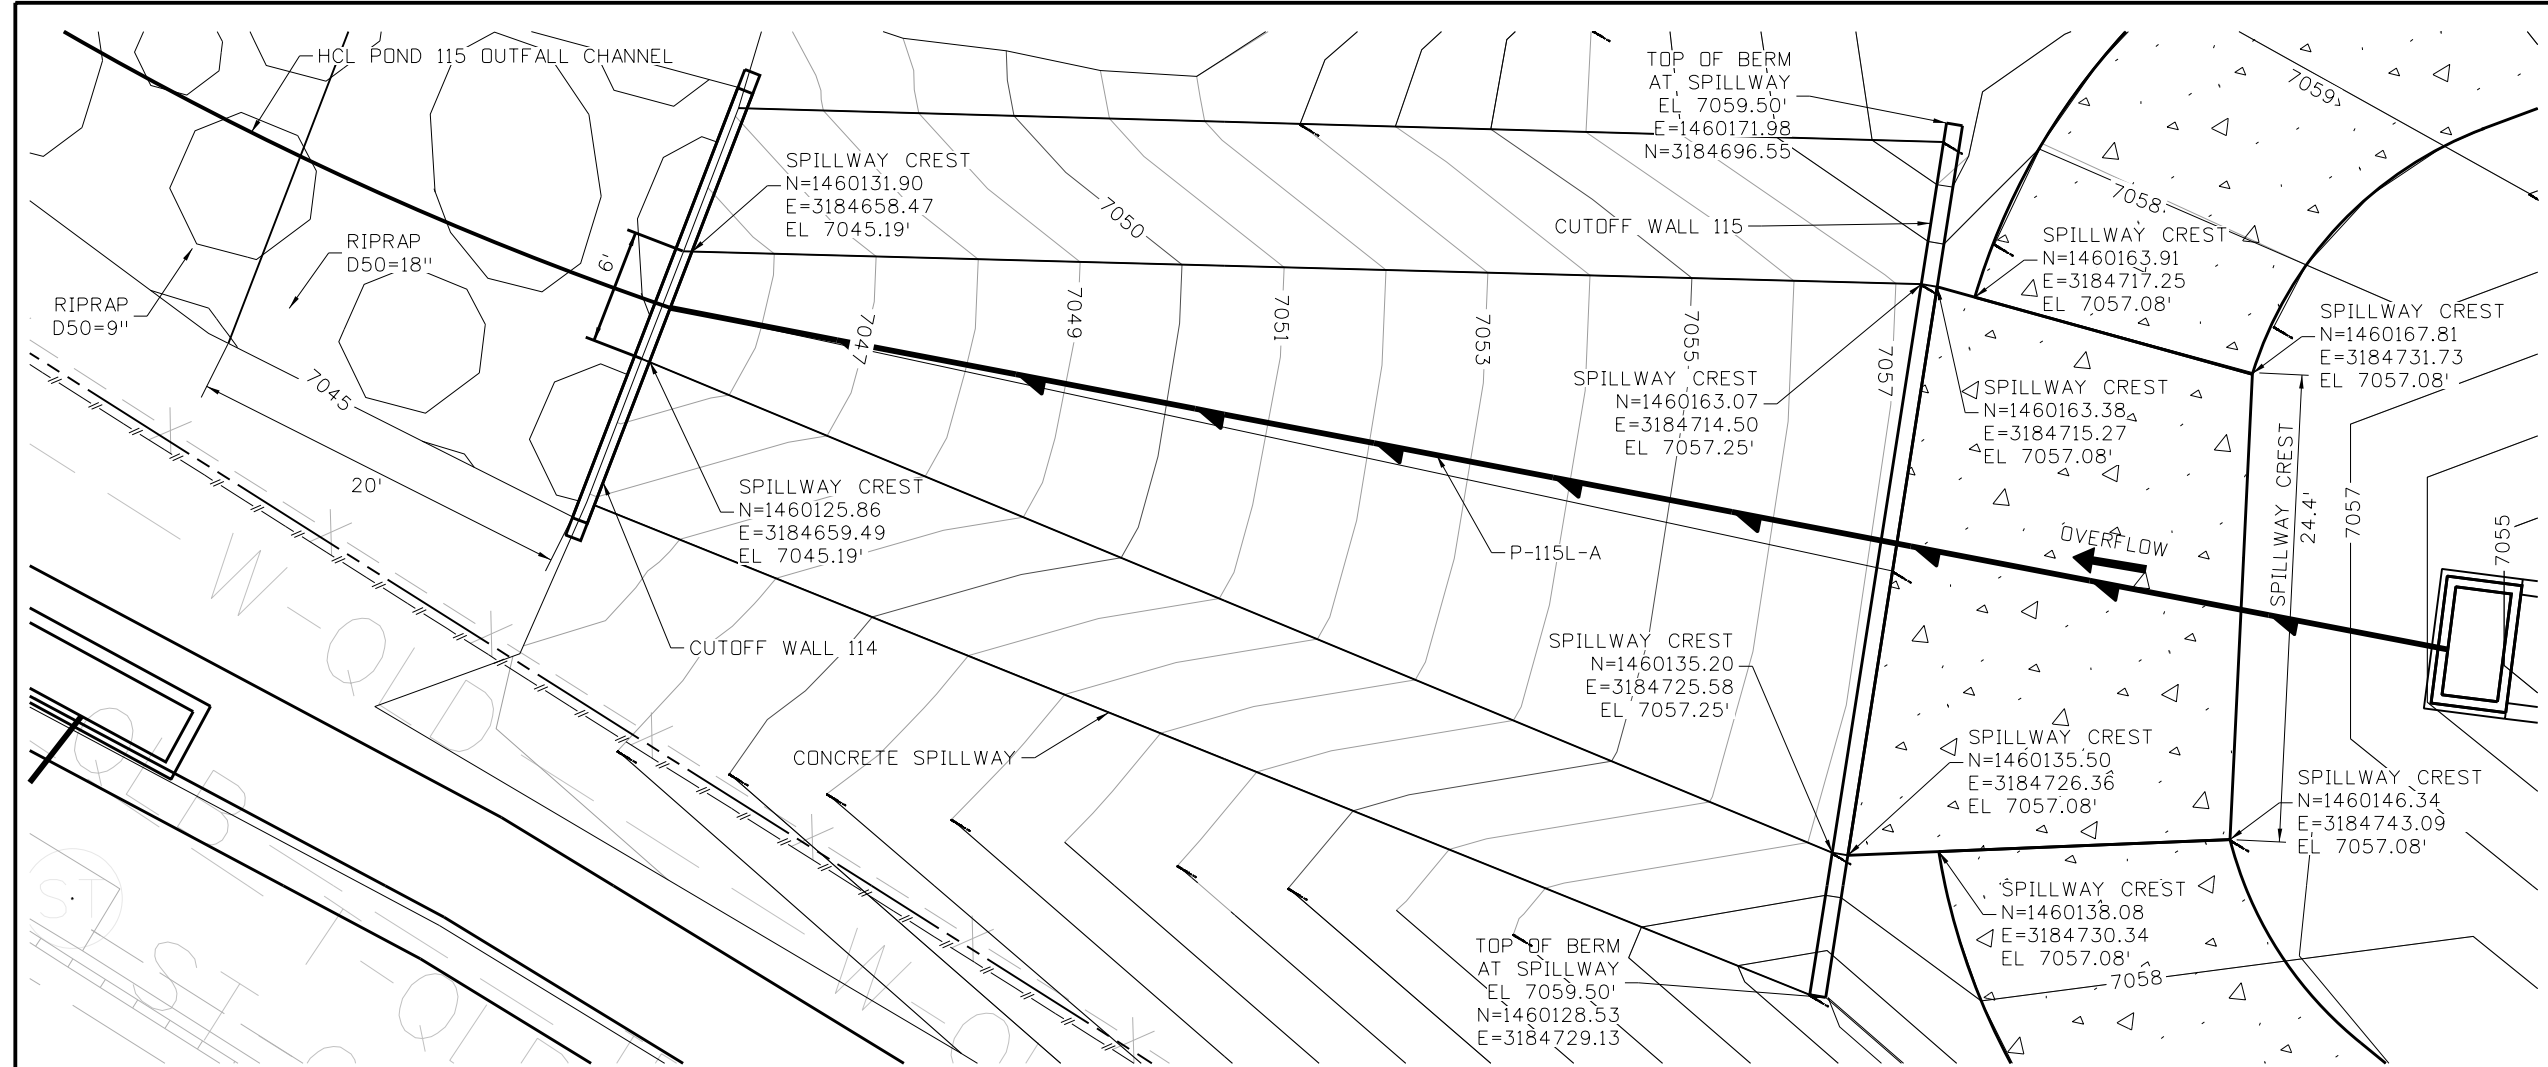 HCL POND 115 OUTFALL CHANNEL
TOP OF BERM
AT SPILLWAY
EL 7059.50'
E=1460171.98
N=3184696.55
7059
SPILLWAY CREST
N=1460131.90
E=3184658.47
EL 7045.19'
7050
7058
CUTOFF WALL 115
SPILLWAY CREST
N=1460163.91
E=3184717.25
EL 7057.08'
RIPRAP
D50=18"
RIPRAP
D50=9"
6'
7047
7049
7051
7053
7055
7057
SPILLWAY CREST
N=1460167.81
E=3184731.73
EL 7057.08'
SPILLWAY CREST
N=1460163.07
E=3184714.50
EL 7057.25'
SPILLWAY CREST
N=1460163.38
E=3184715.27
EL 7057.08'
7045
20'
SPILLWAY CREST
N=1460125.86
E=3184659.49
EL 7045.19'
P-115L-A
OVERFLOW
SPILLWAY CREST
24.4'
7057
7055
CUTOFF WALL 114
SPILLWAY CREST
N=1460135.20
E=3184725.58
EL 7057.25'
CONCRETE SPILLWAY
SPILLWAY CREST
N=1460135.50
E=3184726.36
EL 7057.08'
SPILLWAY CREST
N=1460146.34
E=3184743.09
EL 7057.08'
SPILLWAY CREST
N=1460138.08
E=3184730.34
EL 7057.08'
7058
TOP OF BERM
AT SPILLWAY
EL 7059.50'
N=1460128.53
E=3184729.13
W-OLD
ST